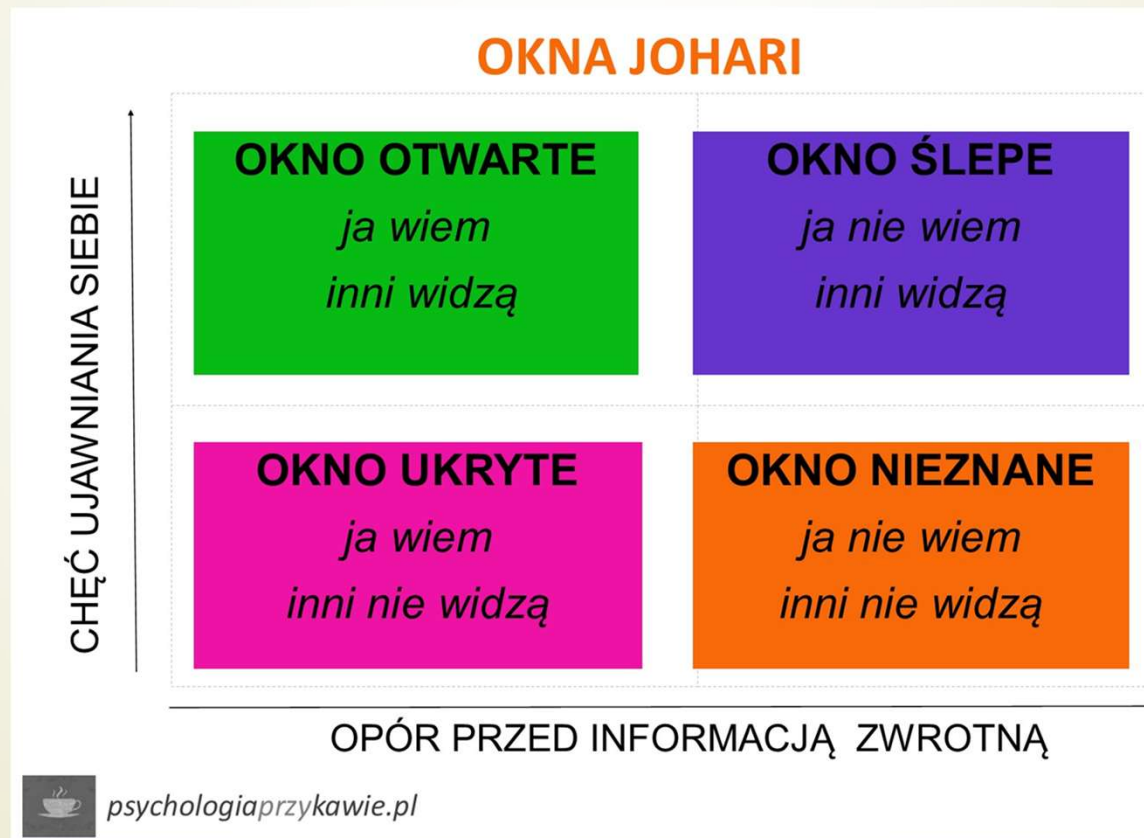 OKNA JOHARI
CHĘĆ UJAWNIANIA SIEBIE
OKNO OTWARTE
ja wiem
inni widzą
OKNO ŚLEPE
ja nie wiem
inni widzą
OKNO UKRYTE
ja wiem
inni nie widzą
OKNO NIEZNANE
ja nie wiem
inni nie widzą
OPÓR PRZED INFORMACJĄ ZWROTNĄ
psychologiaprzykawie.pl